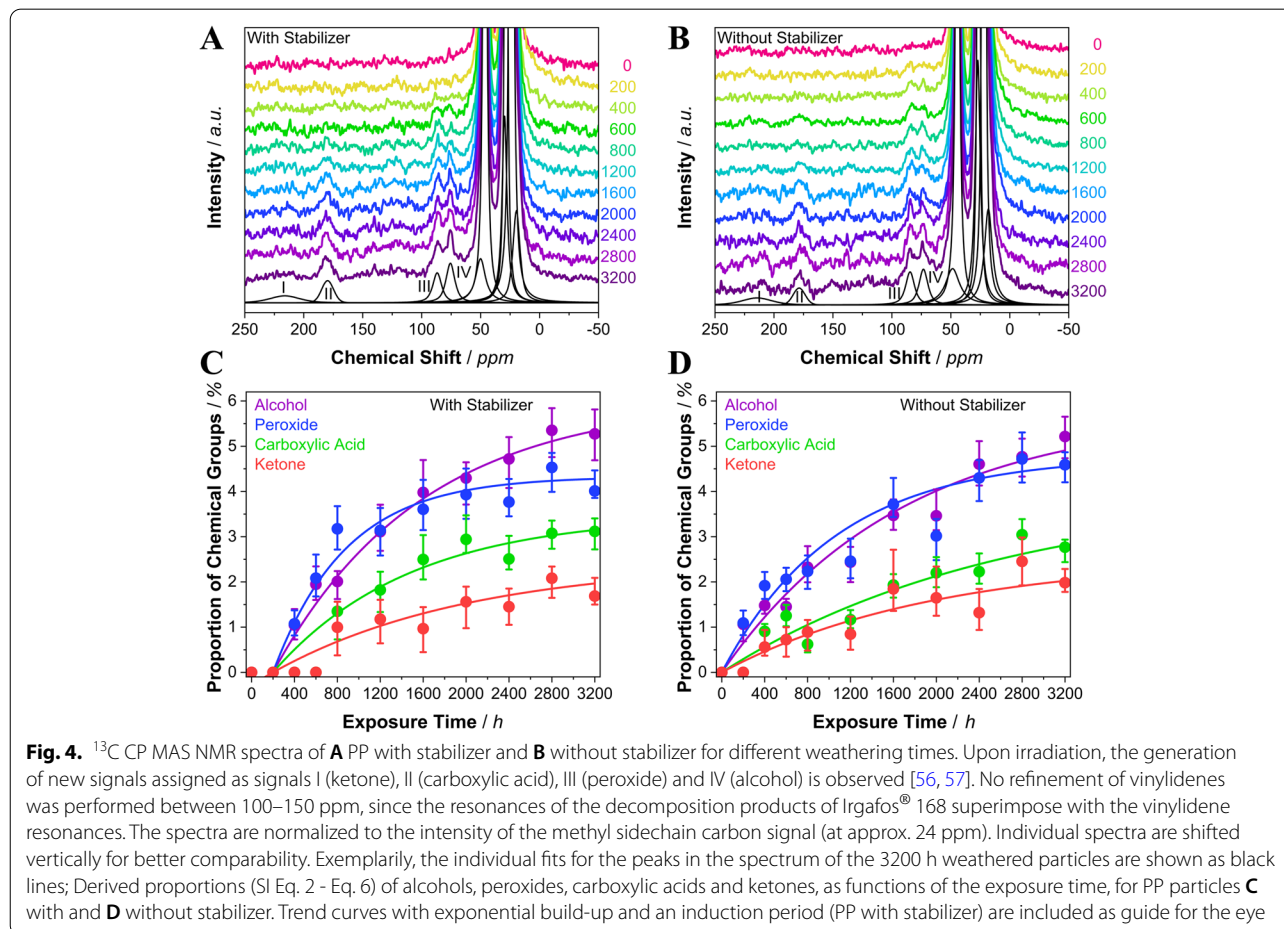 A
With Stabilizer
Intensity / a.u.
0
200
400
600
800
1200
1600
2000
2400
2800
3200
I
II
III
IV
250 200 150 100 50 0 -50
Chemical Shift / ppm
B
Without Stabilizer
Intensity / a.u.
0
200
400
600
800
1200
1600
2000
2400
2800
3200
I
II
III
IV
250 200 150 100 50 0 -50
Chemical Shift / ppm
C
Proportion of Chemical Groups / %
6
5
4
3
2
1
0
Alcohol
Peroxide
Carboxylic Acid
Ketone
With Stabilizer
0 400 800 1200 1600 2000 2400 2800 3200
Exposure Time / h
D
Proportion of Chemical Groups / %
6
5
4
3
2
1
0
Alcohol
Peroxide
Carboxylic Acid
Ketone
Without Stabilizer
0 400 800 1200 1600 2000 2400 2800 3200
Exposure Time / h
Fig. 4. ¹³C CP MAS NMR spectra of A PP with stabilizer and B without stabilizer for different weathering times. Upon irradiation, the generation
of new signals assigned as signals I (ketone), II (carboxylic acid), III (peroxide) and IV (alcohol) is observed [56, 57]. No refinement of vinylidenes
was performed between 100–150 ppm, since the resonances of the decomposition products of Irgafos® 168 superimpose with the vinylidene
resonances. The spectra are normalized to the intensity of the methyl sidechain carbon signal (at approx. 24 ppm). Individual spectra are shifted
vertically for better comparability. Exemplarily, the individual fits for the peaks in the spectrum of the 3200 h weathered particles are shown as black
lines; Derived proportions (SI Eq. 2 - Eq. 6) of alcohols, peroxides, carboxylic acids and ketones, as functions of the exposure time, for PP particles C
with and D without stabilizer. Trend curves with exponential build-up and an induction period (PP with stabilizer) are included as guide for the eye